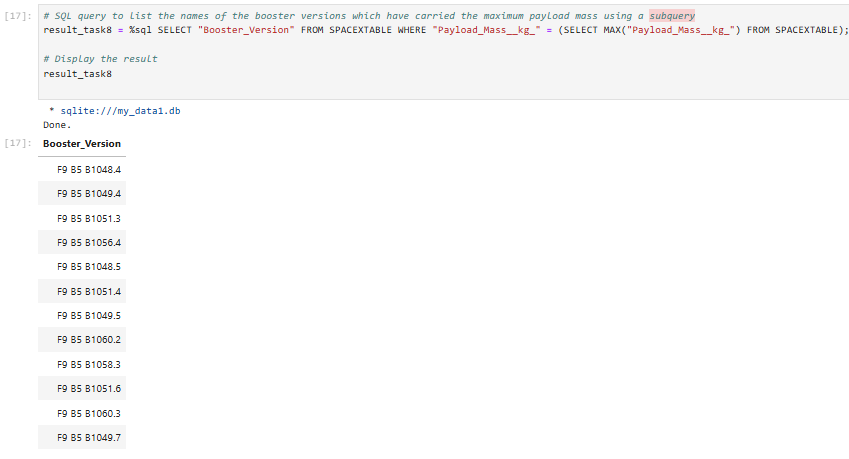 [17]: # SQL query to list the names of the booster versions which have carried the maximum payload mass using a subquery
result_task8 = %sql SELECT "Booster_Version" FROM SPACEXTABLE WHERE "Payload_Mass__kg_" = (SELECT MAX("Payload_Mass__kg_") FROM SPACEXTABLE);
# Display the result
result_task8
* sqlite:///my_data1.db
Done.
[17]: Booster_Version
F9 B5 B1048.4
F9 B5 B1049.4
F9 B5 B1051.3
F9 B5 B1056.4
F9 B5 B1048.5
F9 B5 B1051.4
F9 B5 B1049.5
F9 B5 B1060.2
F9 B5 B1058.3
F9 B5 B1051.6
F9 B5 B1060.3
F9 B5 B1049.7